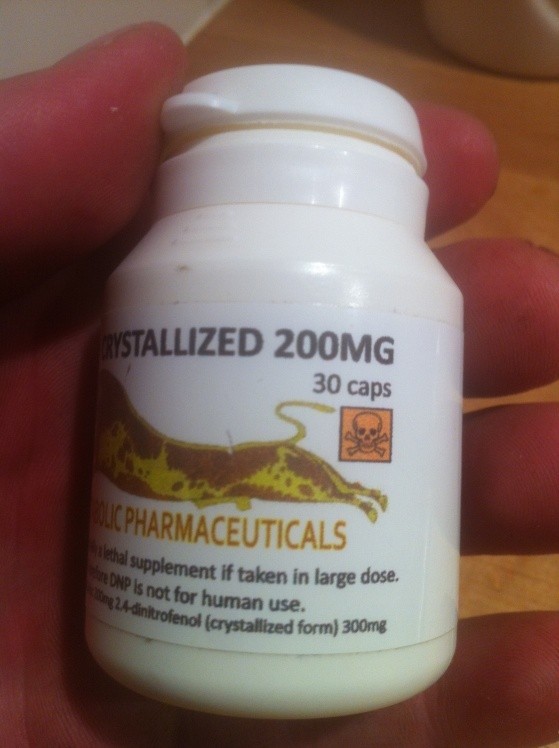 CRYSTALLIZED 200MG
30 caps
OLIC PHARMACEUTICALS
a lethal supplement if taken in large dose.
DNP is not for human use.
2.4-dinitrofenol (crystallized form) 300mg